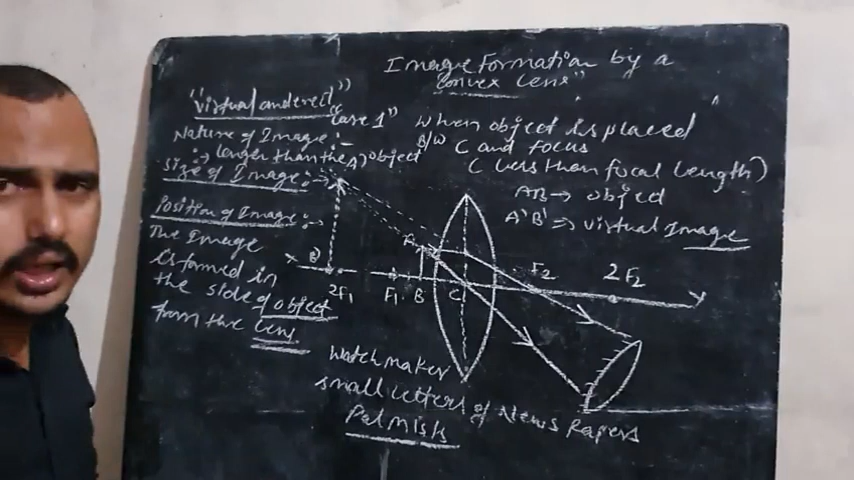 Image Formation by a
convex Lens"
"Virtual and erect"
"case 1" When object is placed
B/W C and focus
(less than focal length)
AB → object
A'B' ⇒ virtual Image
Nature of Image:-
:→ larger than the object
Size of Image:→
Position of Image:→
The Image
is formed in
the side of object
from the lens
A'
A
B'
2F1
F1
B
C
F2
2F2
Watchmaker
small letters of News Papers
Palmish